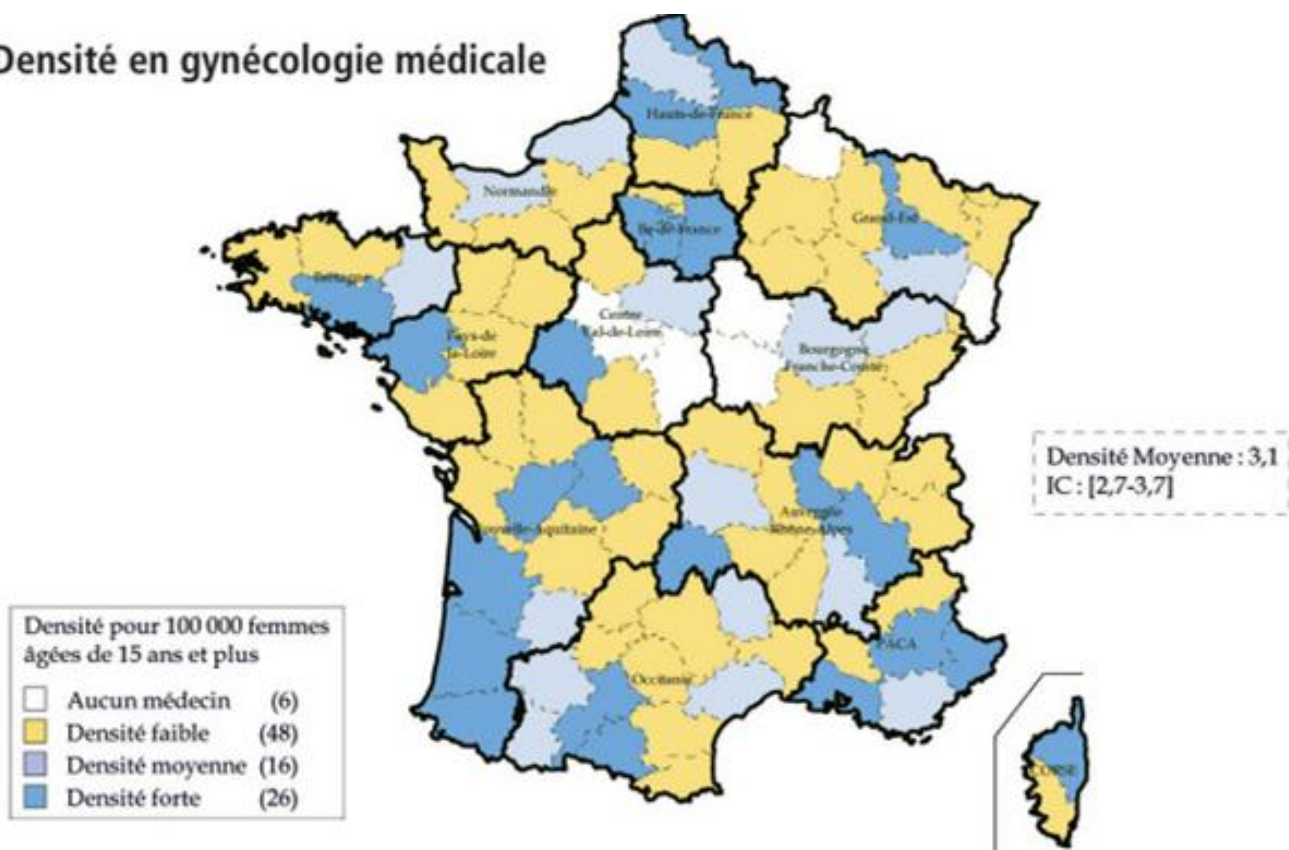 Densité en gynécologie médicale
Hauts-de-France
Normandie
Ile-de-France
Grand-Est
Bretagne
Pays-de
la-Loire
Centre
Val-de-Loire
Bourgogne
Franche-Comté
Densité Moyenne : 3,1
IC : [2,7-3,7]
Nouvelle-Aquitaine
Auvergne
Rhône-Alpes
PACA
Occitanie
CORSE
Densité pour 100 000 femmes
âgées de 15 ans et plus
Aucun médecin (6)
Densité faible (48)
Densité moyenne (16)
Densité forte (26)